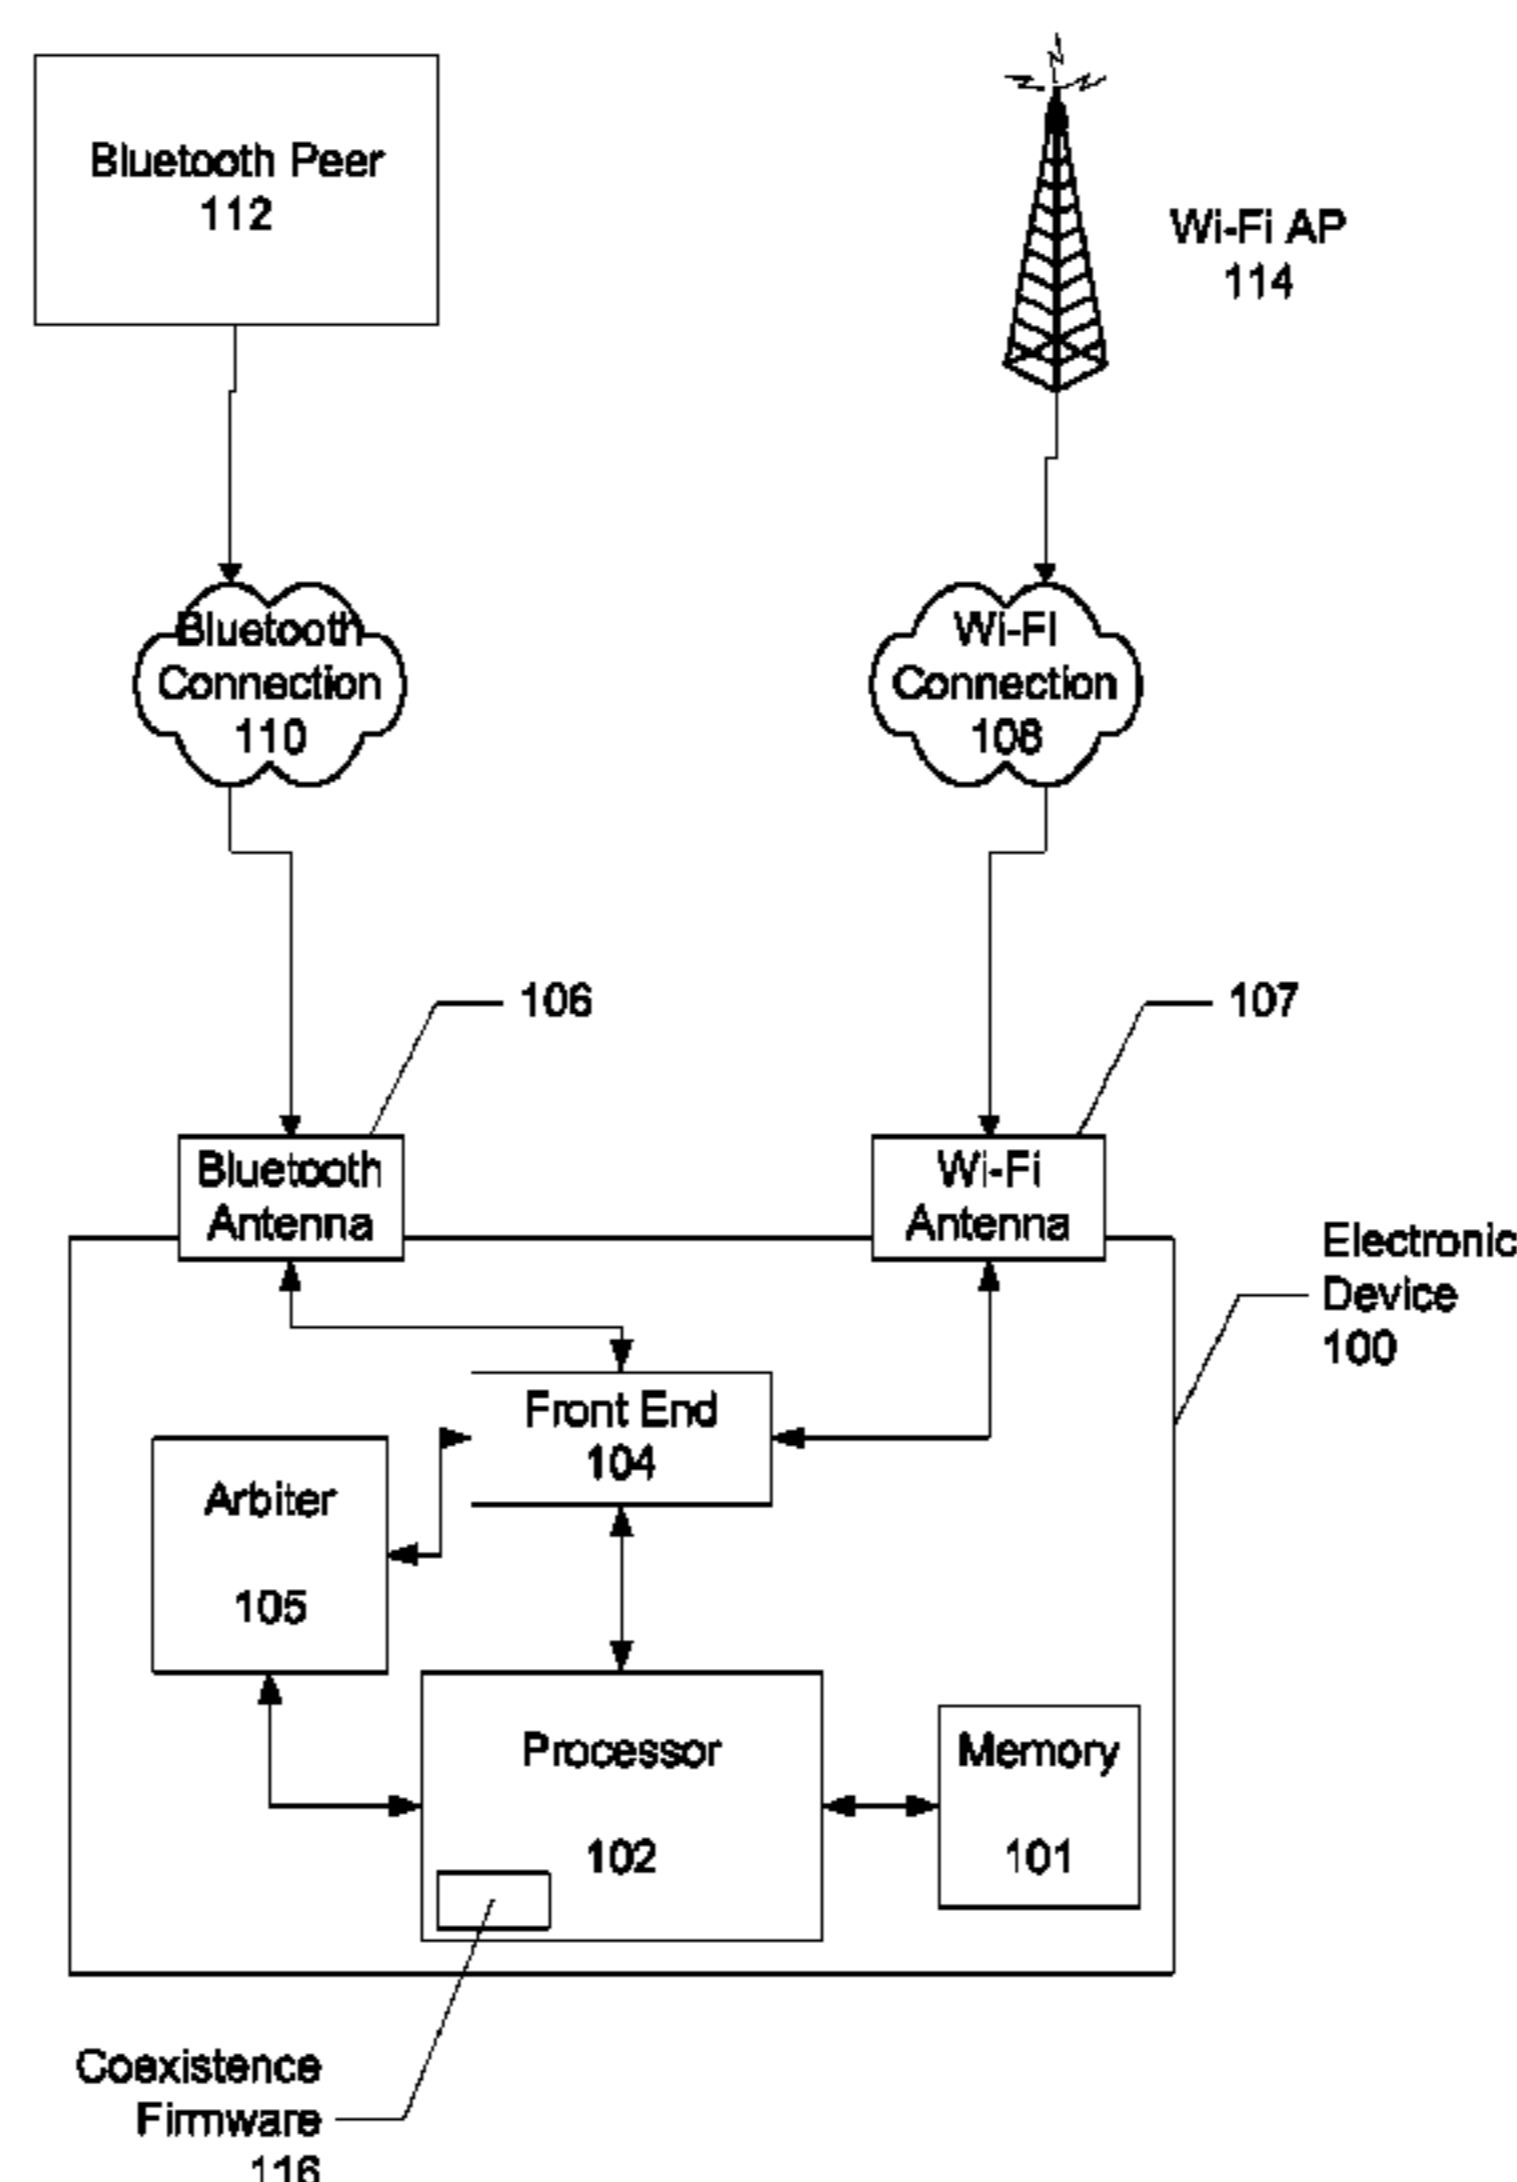 Bluetooth Peer
112
Wi-Fi AP
114
Bluetooth
Connection
110
Wi-Fi
Connection
108
106
107
Bluetooth
Antenna
Wi-Fi
Antenna
Electronic
Device
100
Front End
104
Arbiter
105
Processor
102
Memory
101
Coexistence
Firmware
116